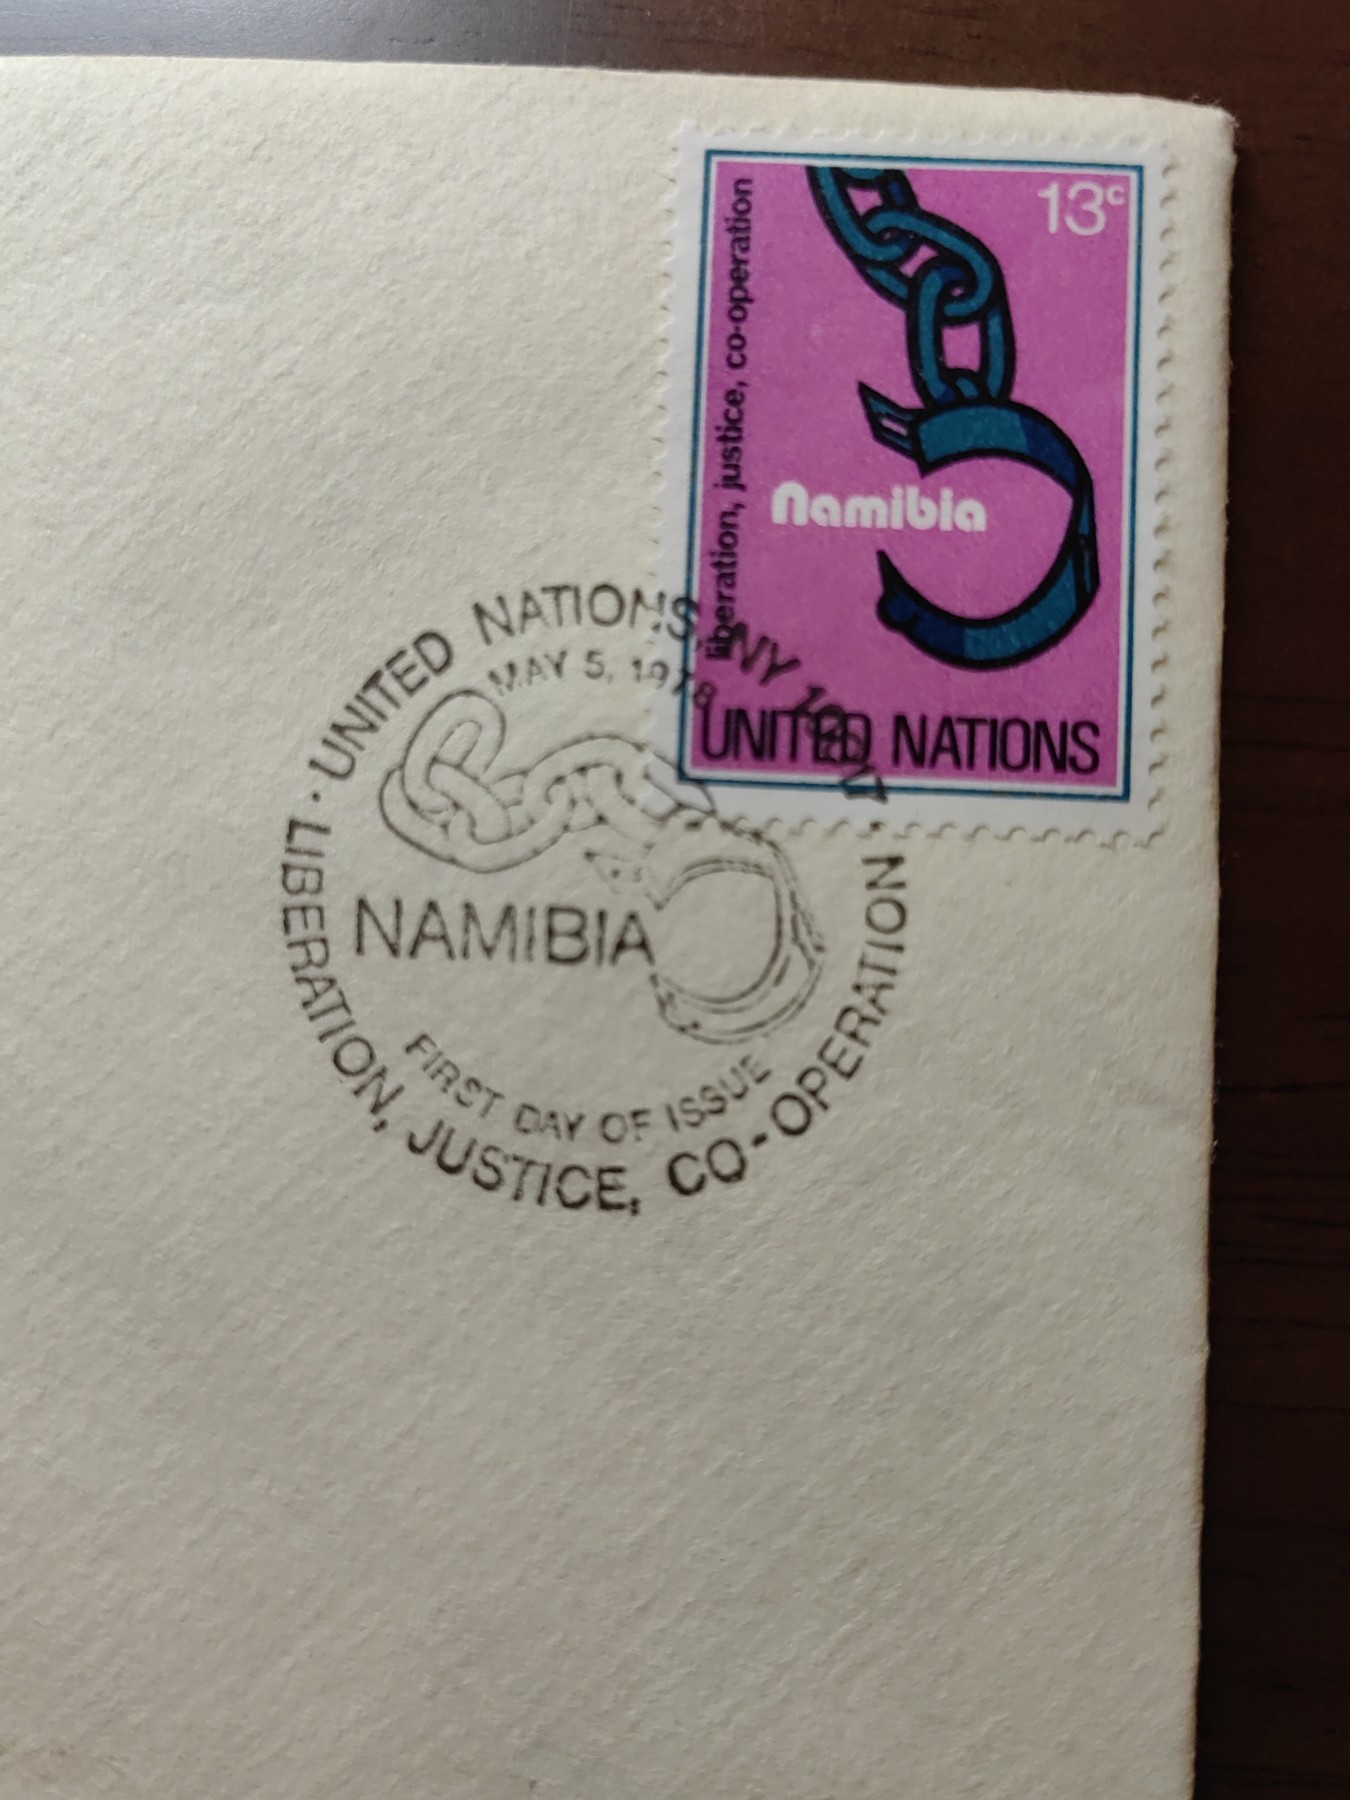 13c
liberation, justice, co-operation
Namibia
UNITED NATIONS
· UNITED NATIONS, NY 10017 ·
MAY 5, 1978
NAMIBIA
FIRST DAY OF ISSUE
LIBERATION, JUSTICE, CO-OPERATION